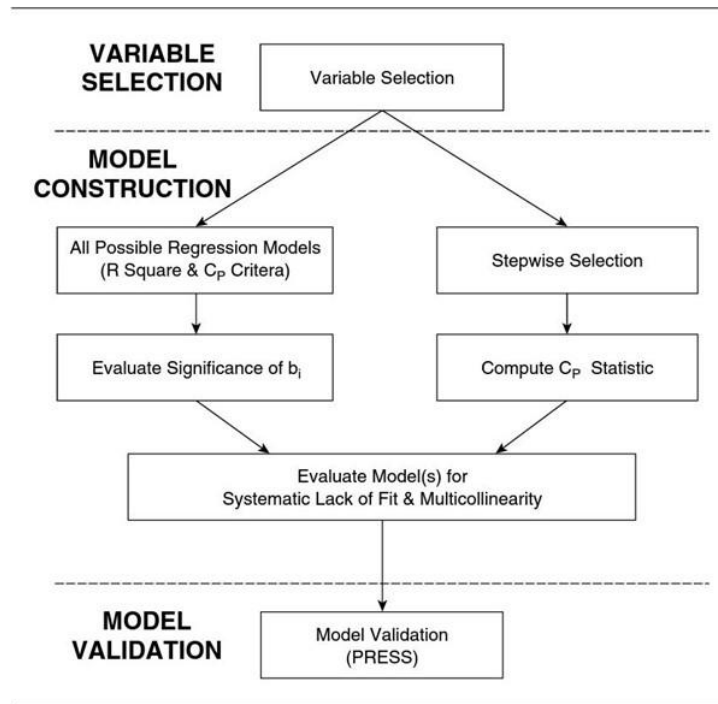 VARIABLE
SELECTION
Variable Selection
MODEL
CONSTRUCTION
All Possible Regression Models
(R Square & CP Critera)
Stepwise Selection
Evaluate Significance of bi
Compute CP Statistic
Evaluate Model(s) for
Systematic Lack of Fit & Multicollinearity
MODEL
VALIDATION
Model Validation
(PRESS)